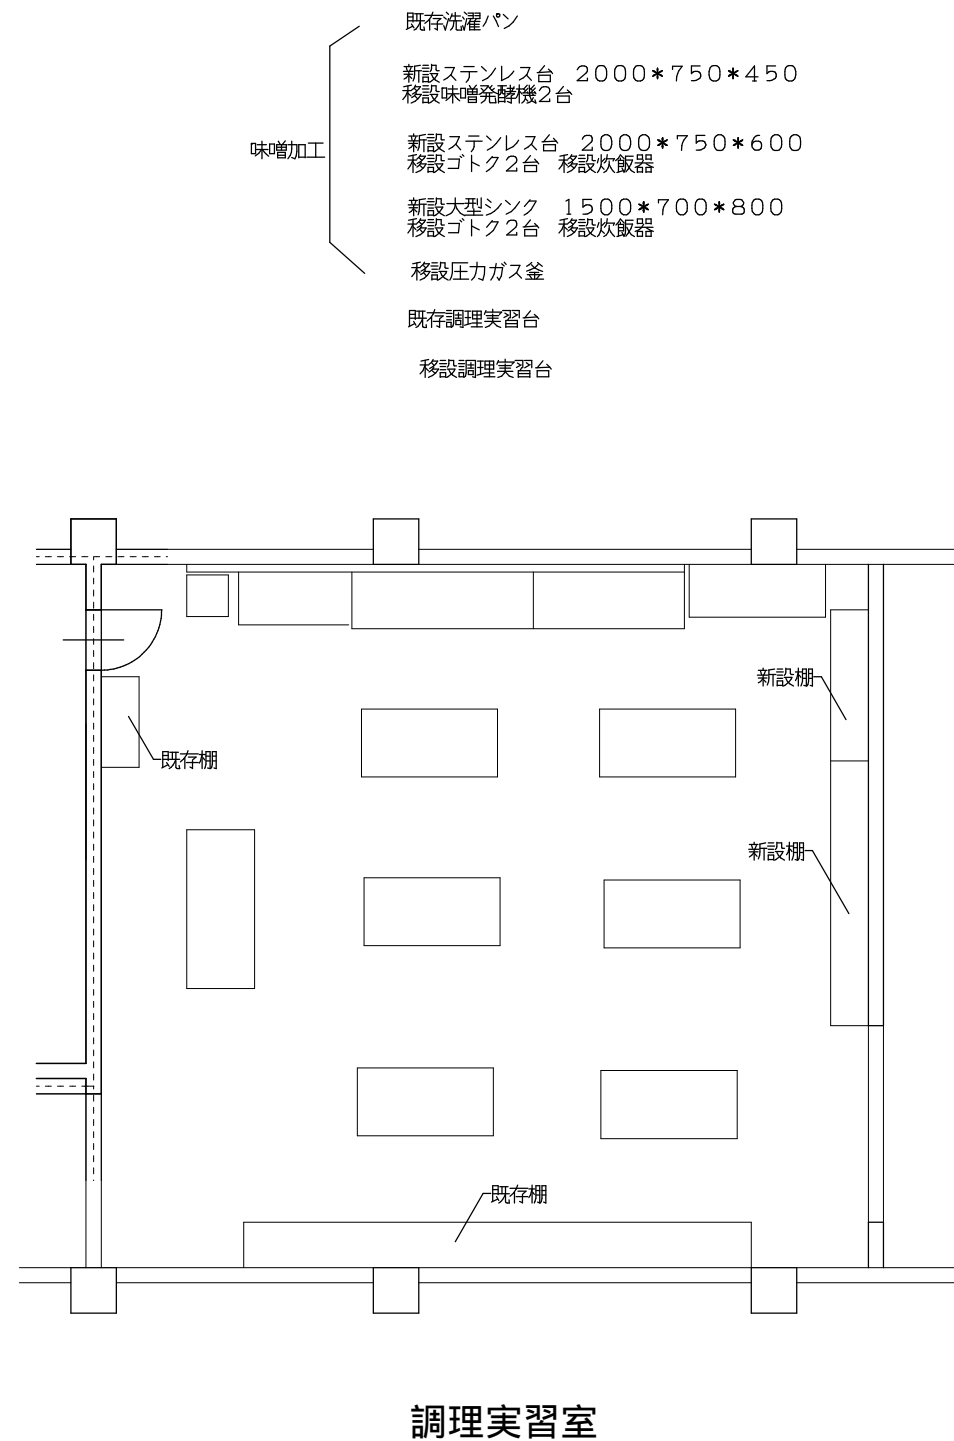 既存洗濯パン
新設ステンレス台　２０００＊７５０＊４５０
移設味噌発酵機２台
味噌加工
新設ステンレス台　２０００＊７５０＊６００
移設ゴトク２台　移設炊飯器
新設大型シンク　１５００＊７００＊８００
移設ゴトク２台　移設炊飯器
移設圧力ガス釜
既存調理実習台
移設調理実習台
新設棚
既存棚
新設棚
既存棚
調理実習室